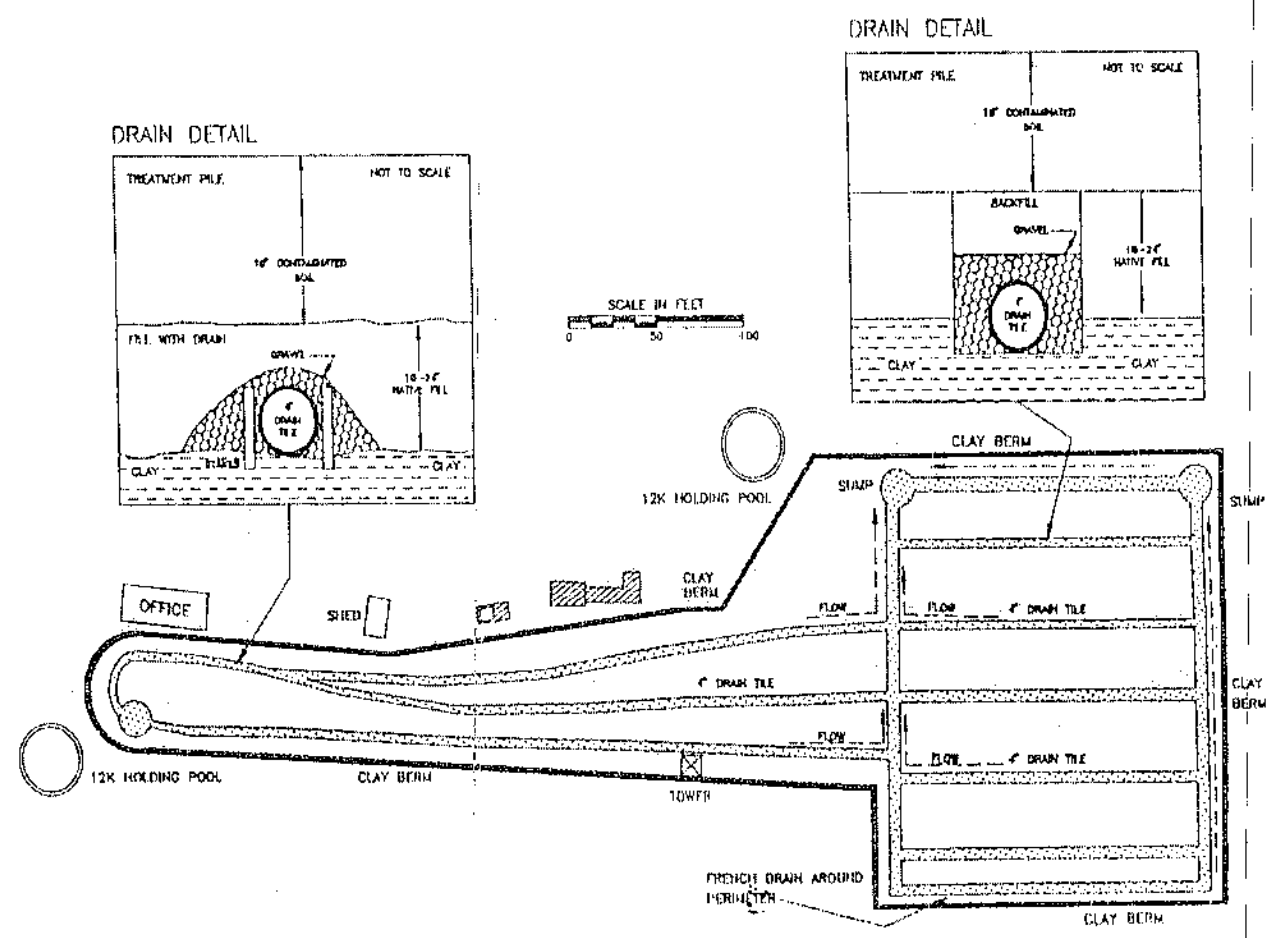 DRAIN DETAIL
TREATMENT PILE
NOT TO SCALE
CONTAMINATED
SOIL
BACKFILL
GRAVEL
NATIVE FILL
4"
DRAIN
TILE
CLAY
CLAY
DRAIN DETAIL
TREATMENT PILE
NOT TO SCALE
CONTAMINATED
SOIL
FILL WITH DRAIN
GRAVEL
NATIVE FILL
4"
DRAIN
TILE
STAKES
CLAY
CLAY
SCALE IN FEET
0 50 100
12K HOLDING POOL
CLAY BERM
SUMP
SUMP
OFFICE
SHED
CLAY
BERM
FLOW
FLOW
4" DRAIN TILE
4" DRAIN TILE
CLAY
BERM
FLOW
FLOW
4" DRAIN TILE
12K HOLDING POOL
CLAY BERM
TOWER
FRENCH DRAIN AROUND
PERIMETER
CLAY BERM